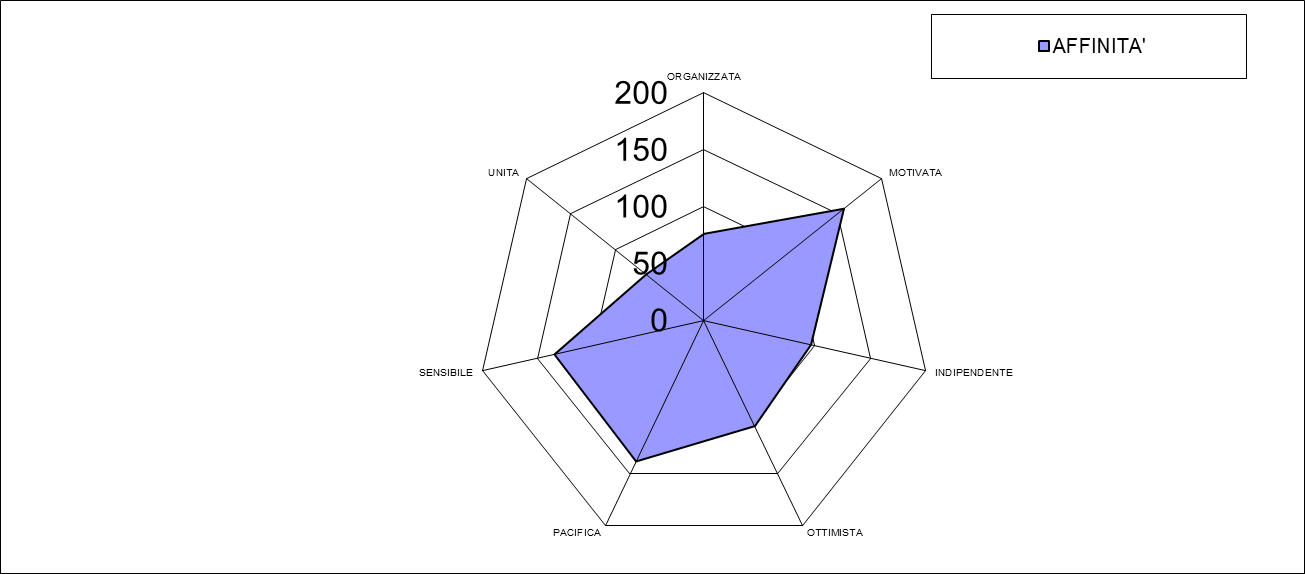 AFFINITA'
ORGANIZZATA
200
150
100
50
0
UNITA
MOTIVATA
SENSIBILE
INDIPENDENTE
PACIFICA
OTTIMISTA